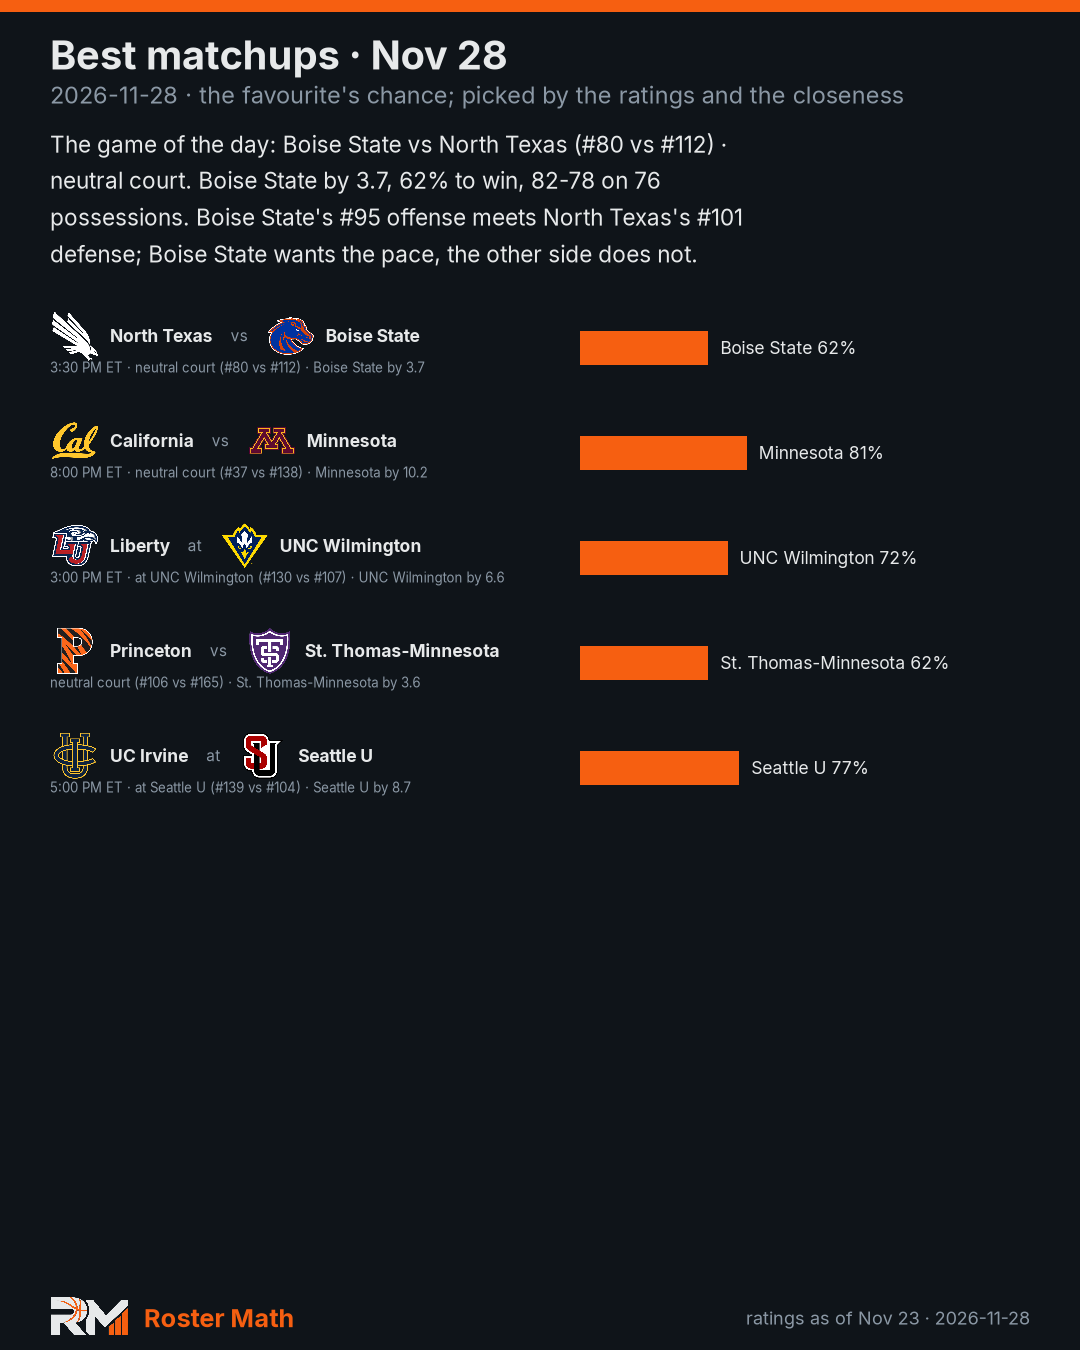 Best matchups · Nov 28
2026-11-28 · the favourite's chance; picked by the ratings and the closeness
The game of the day: Boise State vs North Texas (#80 vs #112) ·
neutral court. Boise State by 3.7, 62% to win, 82-78 on 76
possessions. Boise State's #95 offense meets North Texas's #101
defense; Boise State wants the pace, the other side does not.
North Texas vs Boise State
3:30 PM ET · neutral court (#80 vs #112) · Boise State by 3.7
Boise State 62%
Cal California vs M Minnesota
8:00 PM ET · neutral court (#37 vs #138) · Minnesota by 10.2
Minnesota 81%
LU Liberty at UNC Wilmington
3:00 PM ET · at UNC Wilmington (#130 vs #107) · UNC Wilmington by 6.6
UNC Wilmington 72%
P Princeton vs St. Thomas-Minnesota
neutral court (#106 vs #165) · St. Thomas-Minnesota by 3.6
St. Thomas-Minnesota 62%
UC Irvine at SU Seattle U
5:00 PM ET · at Seattle U (#139 vs #104) · Seattle U by 8.7
Seattle U 77%
RM Roster Math
ratings as of Nov 23 · 2026-11-28